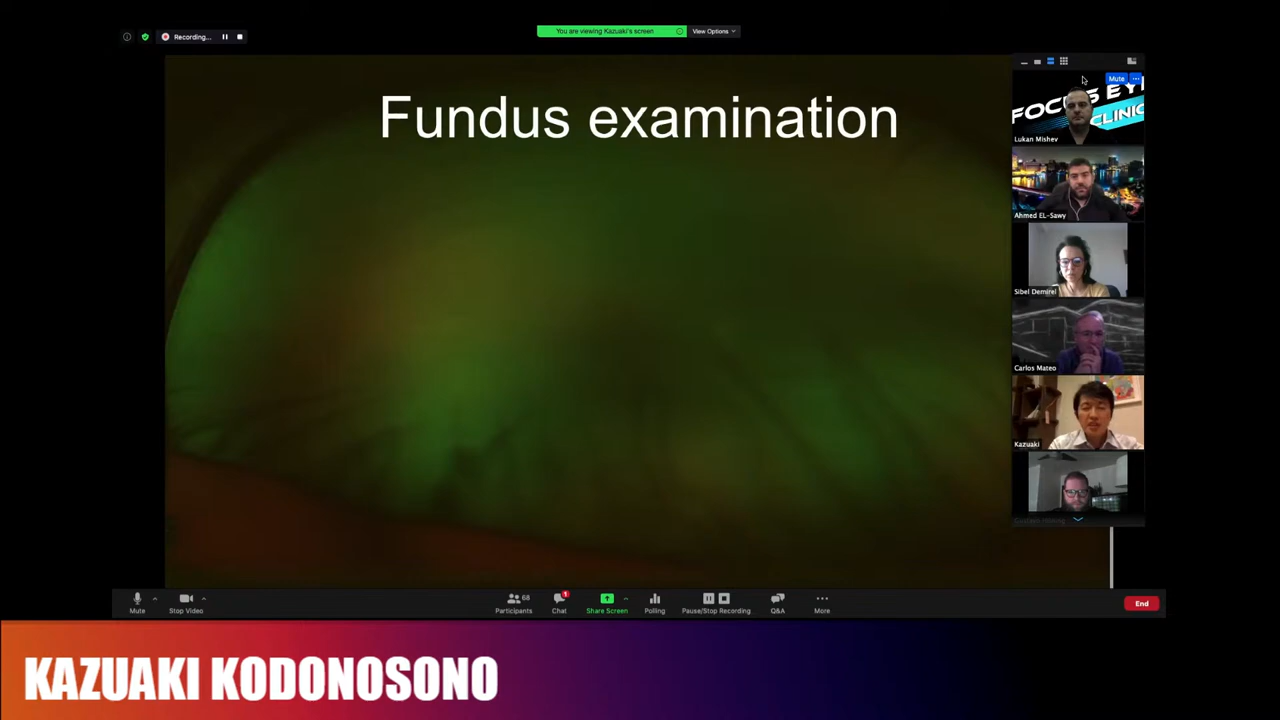 Recording...
You are viewing Kazuaki's screen
View Options
Fundus examination
Mute
FOCUS EYE
CLINIC
Lukan Mishev
Ahmed EL-Sawy
Sibel Demirel
Carlos Mateo
Kazuaki
Mute
Stop Video
68
Participants
1
Chat
Share Screen
Polling
Pause/Stop Recording
Q&A
More
End
KAZUAKI KODONOSONO